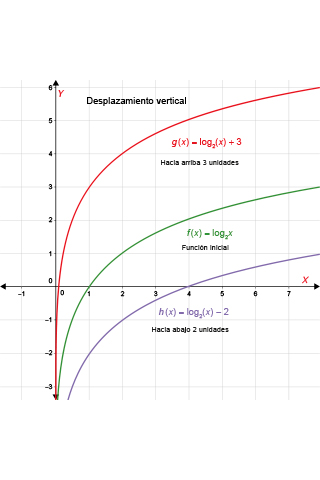 Y
Desplazamiento vertical
g(x) = log₂(x) + 3
Hacia arriba 3 unidades
f(x) = log₂x
Función inicial
X
h(x) = log₂(x) − 2
Hacia abajo 2 unidades
6
5
4
3
2
1
0
−1
−2
−3
−1
0
1
2
3
4
5
6
7